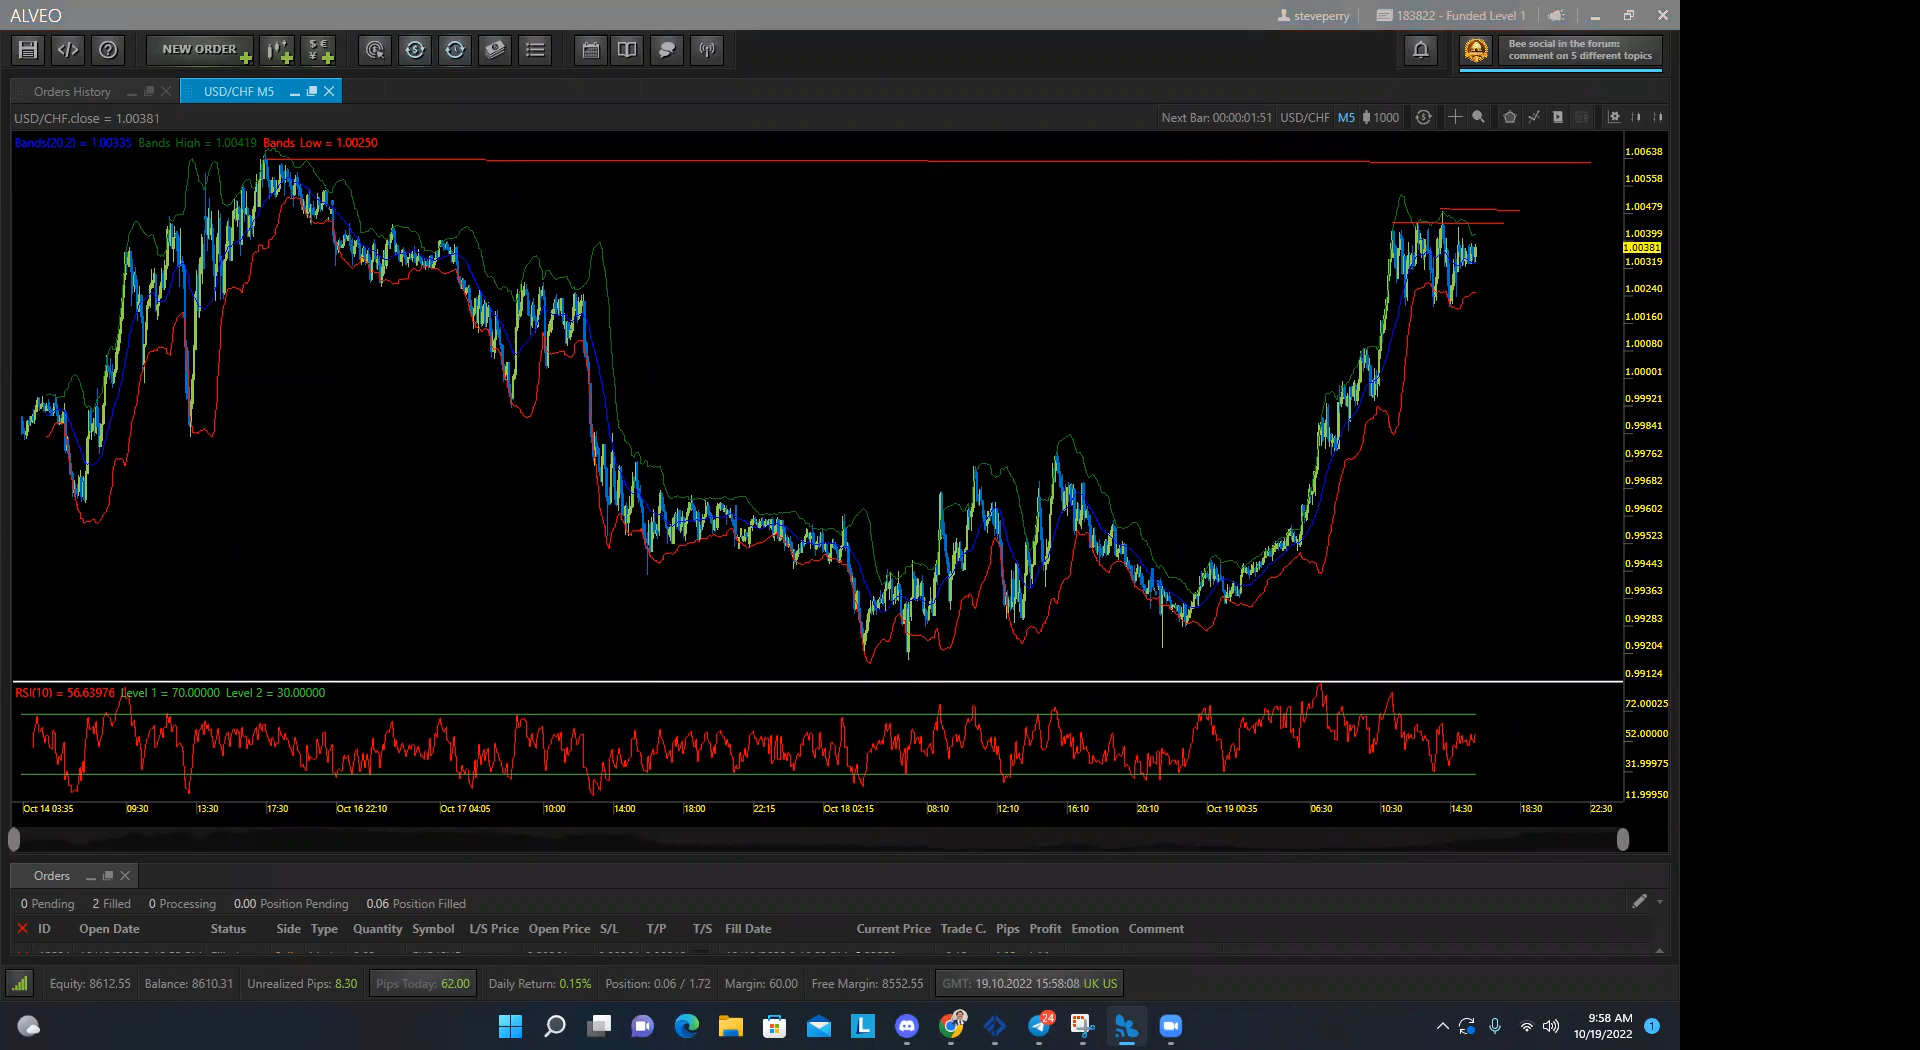 ALVEO
steveperry
183822 - Funded Level 1
NEW ORDER
Bee social in the forum:
comment on 5 different topics
Orders History
USD/CHF M5
USD/CHF.close = 1.00381
Next Bar: 00:00:01:51 USD/CHF M5 1000
Bands(20,2) = 1.00335 Bands High = 1.00419 Bands Low = 1.00250
1.00638
1.00558
1.00479
1.00399
1.00381
1.00319
1.00240
1.00160
1.00080
1.00001
0.99921
0.99841
0.99762
0.99682
0.99602
0.99523
0.99443
0.99363
0.99283
0.99204
0.99124
RSI(10) = 56.63976 Level 1 = 70.00000 Level 2 = 30.00000
72.00025
52.00000
31.99975
11.99950
Oct 14 03:35 09:30 13:30 17:30 Oct 16 22:10 Oct 17 04:05 10:00 14:00 18:00 22:15 Oct 18 02:15 08:10 12:10 16:10 20:10 Oct 19 00:35 06:30 10:30 14:30 18:30 22:30
Orders
0 Pending 2 Filled 0 Processing 0.00 Position Pending 0.06 Position Filled
ID Open Date Status Side Type Quantity Symbol L/S Price Open Price S/L T/P T/S Fill Date Current Price Trade C. Pips Profit Emotion Comment
Equity: 8612.55 Balance: 8610.31 Unrealized Pips: 8.30 Pips Today: 62.00 Daily Return: 0.15% Position: 0.06 / 1.72 Margin: 60.00 Free Margin: 8552.55 GMT: 19.10.2022 15:58:08 UK US
24
L
9:58 AM
10/19/2022
1